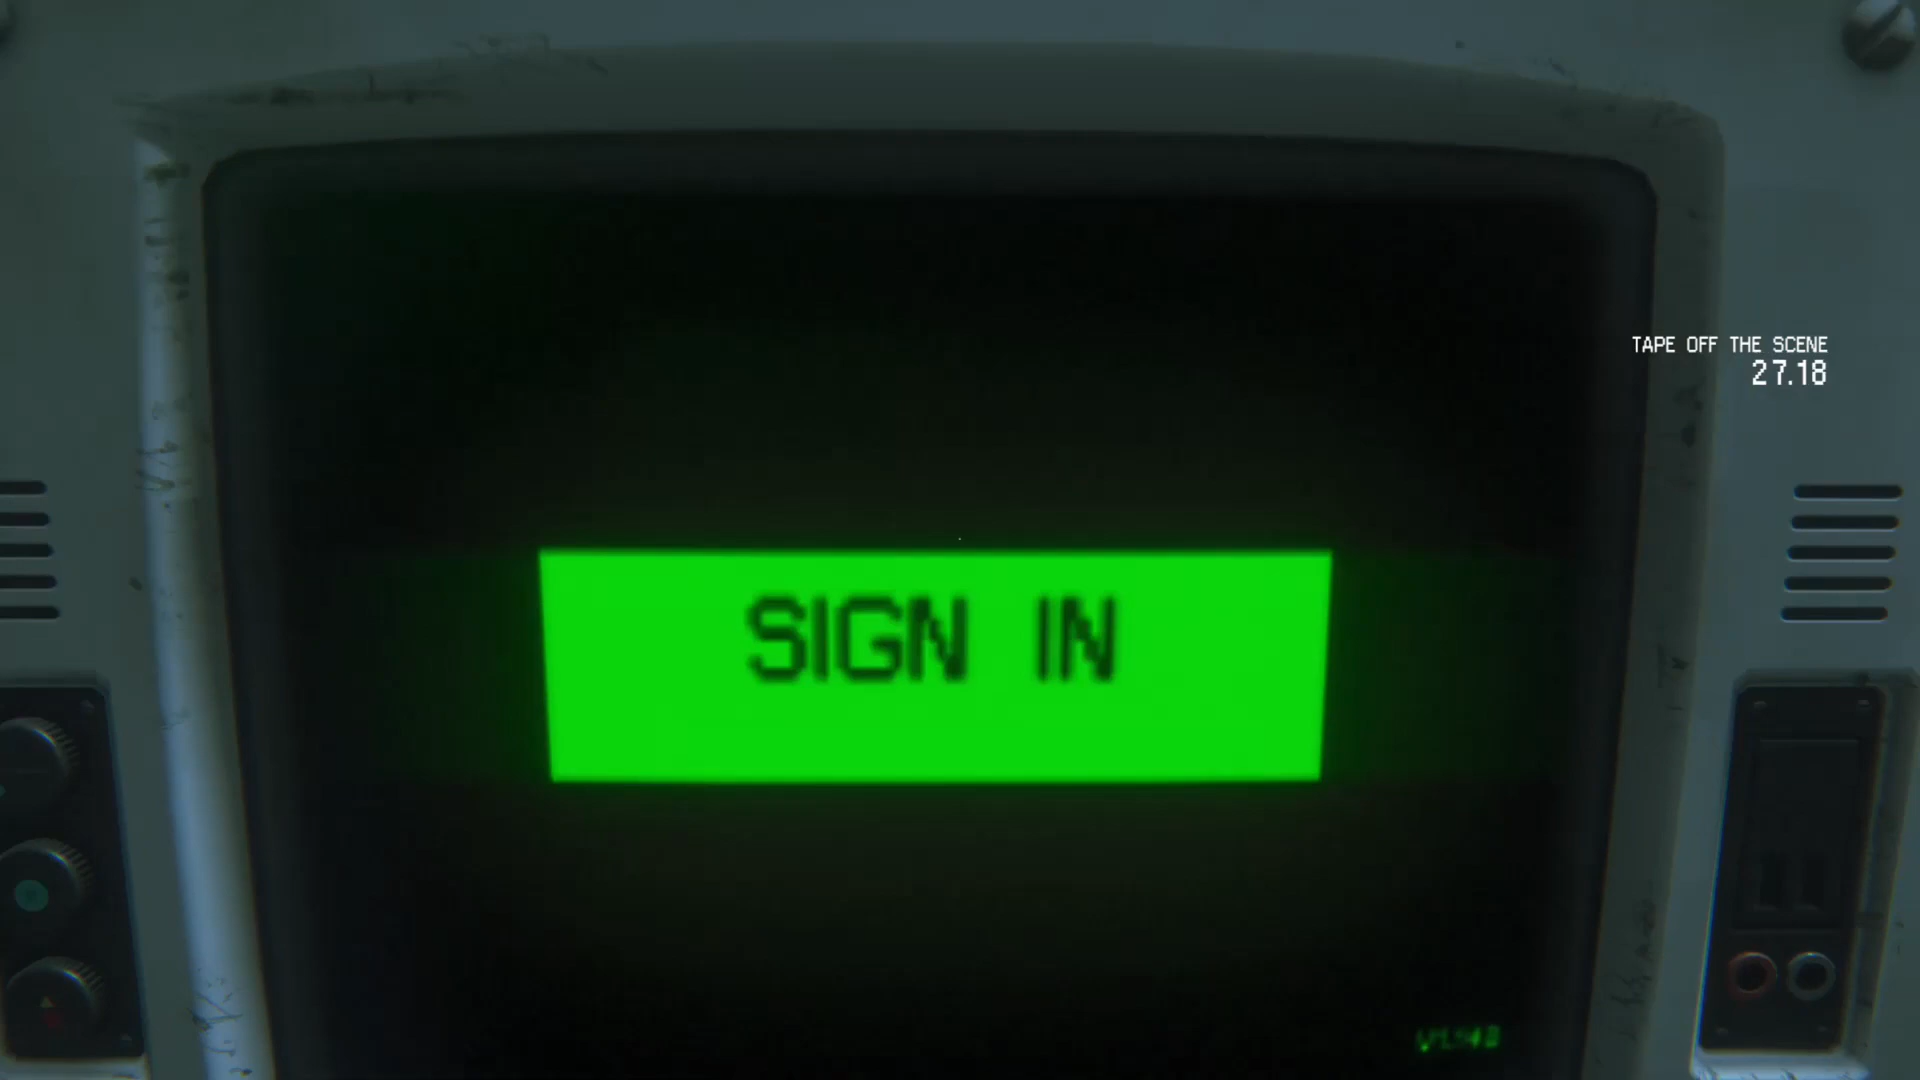 TAPE OFF THE SCENE
27.18
SIGN IN